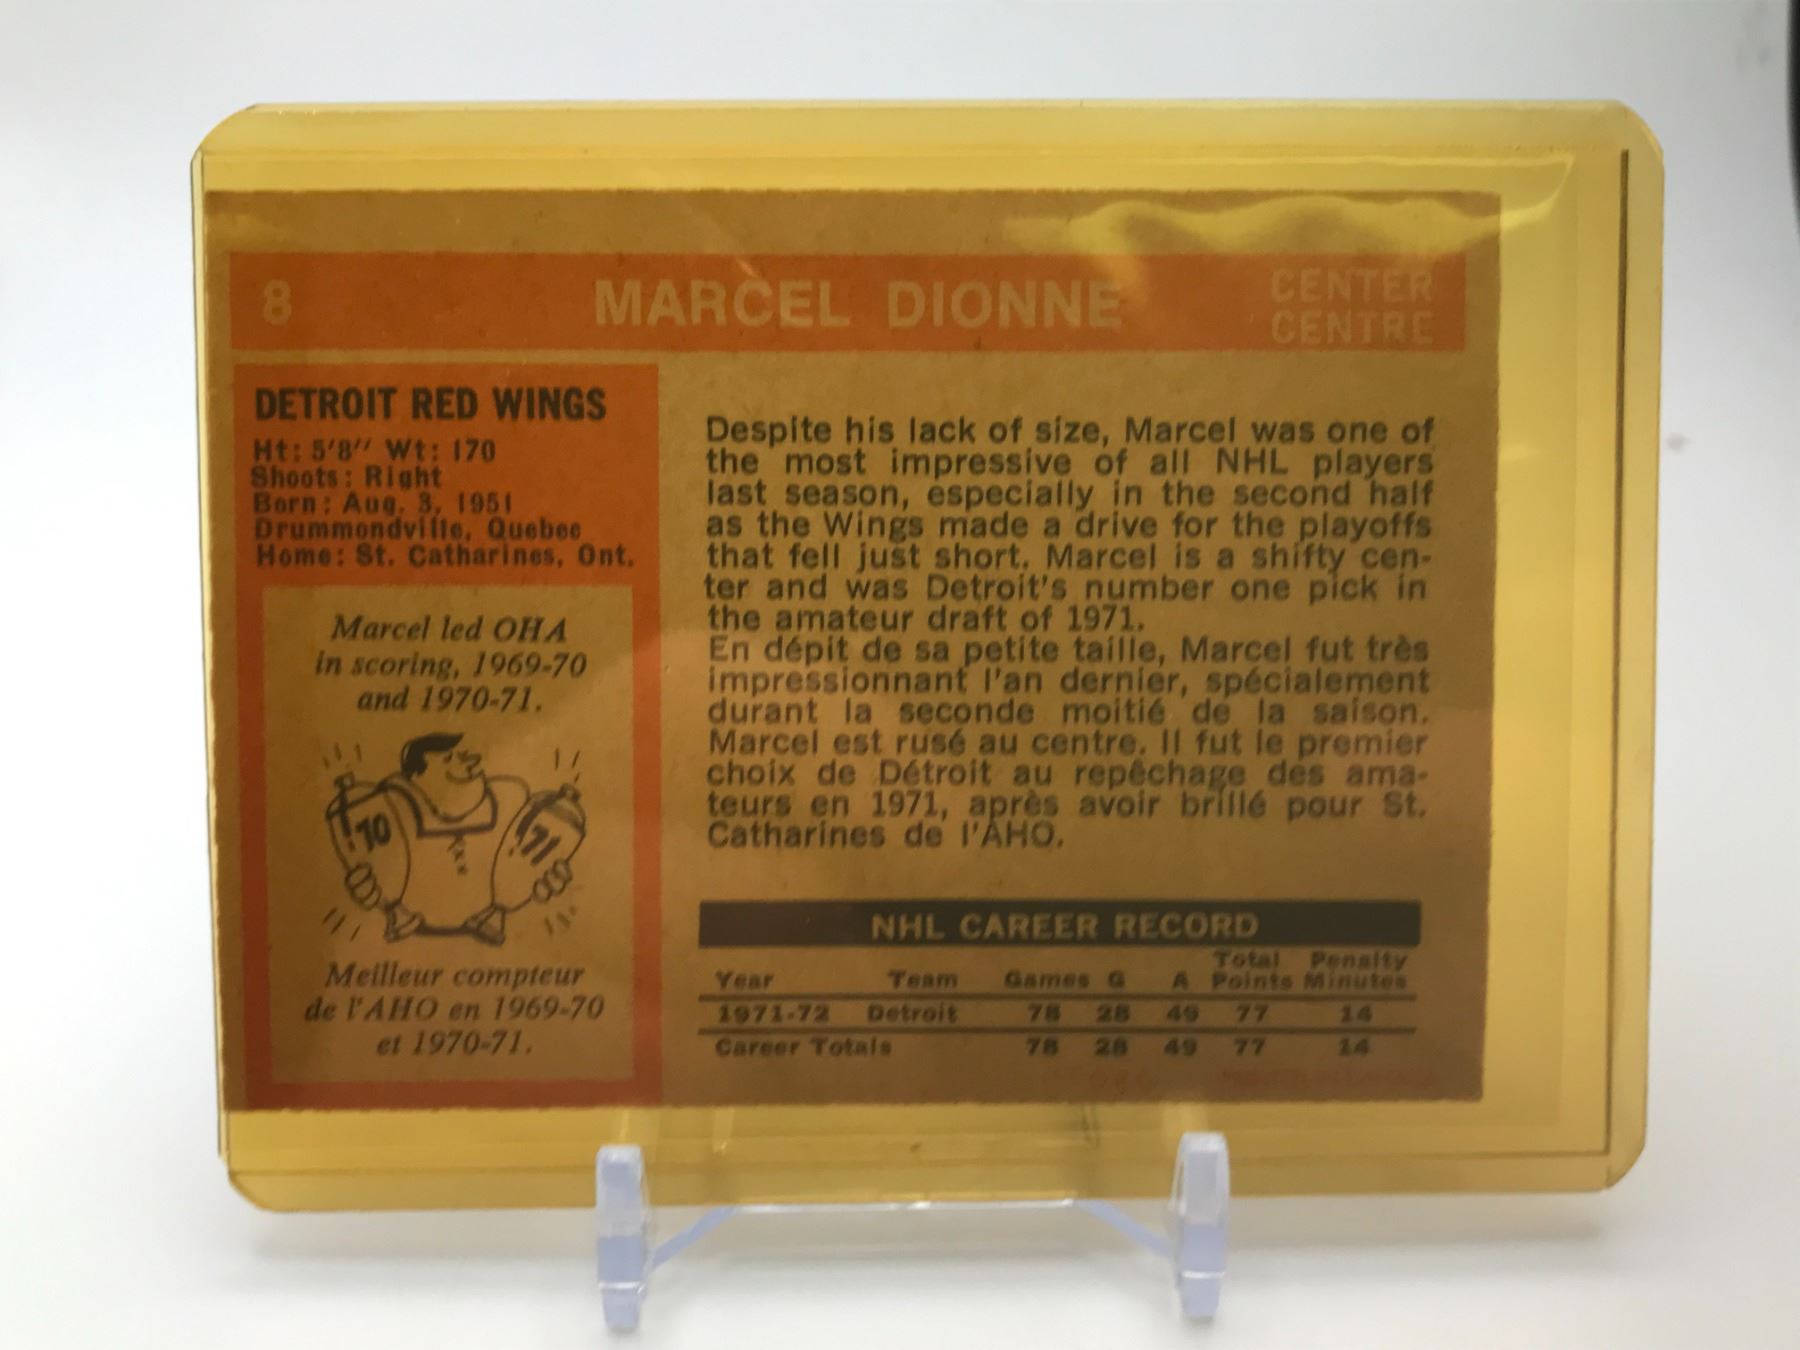 8 MARCEL DIONNE CENTER
CENTRE
DETROIT RED WINGS
Ht: 5'8" Wt: 170
Shoots: Right
Born: Aug. 3, 1951
Drummondville, Quebec
Home: St. Catharines, Ont.
Marcel led OHA
in scoring, 1969-70
and 1970-71.
70
71
Meilleur compteur
de l'AHO en 1969-70
et 1970-71.
Despite his lack of size, Marcel was one of
the most impressive of all NHL players
last season, especially in the second half
as the Wings made a drive for the playoffs
that fell just short. Marcel is a shifty cen-
ter and was Detroit's number one pick in
the amateur draft of 1971.
En dépit de sa petite taille, Marcel fut très
impressionnant l'an dernier, spécialement
durant la seconde moitié de la saison.
Marcel est rusé au centre. Il fut le premier
choix de Détroit au repêchage des ama-
teurs en 1971, après avoir brillé pour St.
Catharines de l'AHO.
NHL CAREER RECORD
Year Team Games G A Total Points Penalty Minutes
1971-72 Detroit 78 28 49 77 14
Career Totals 78 28 49 77 14